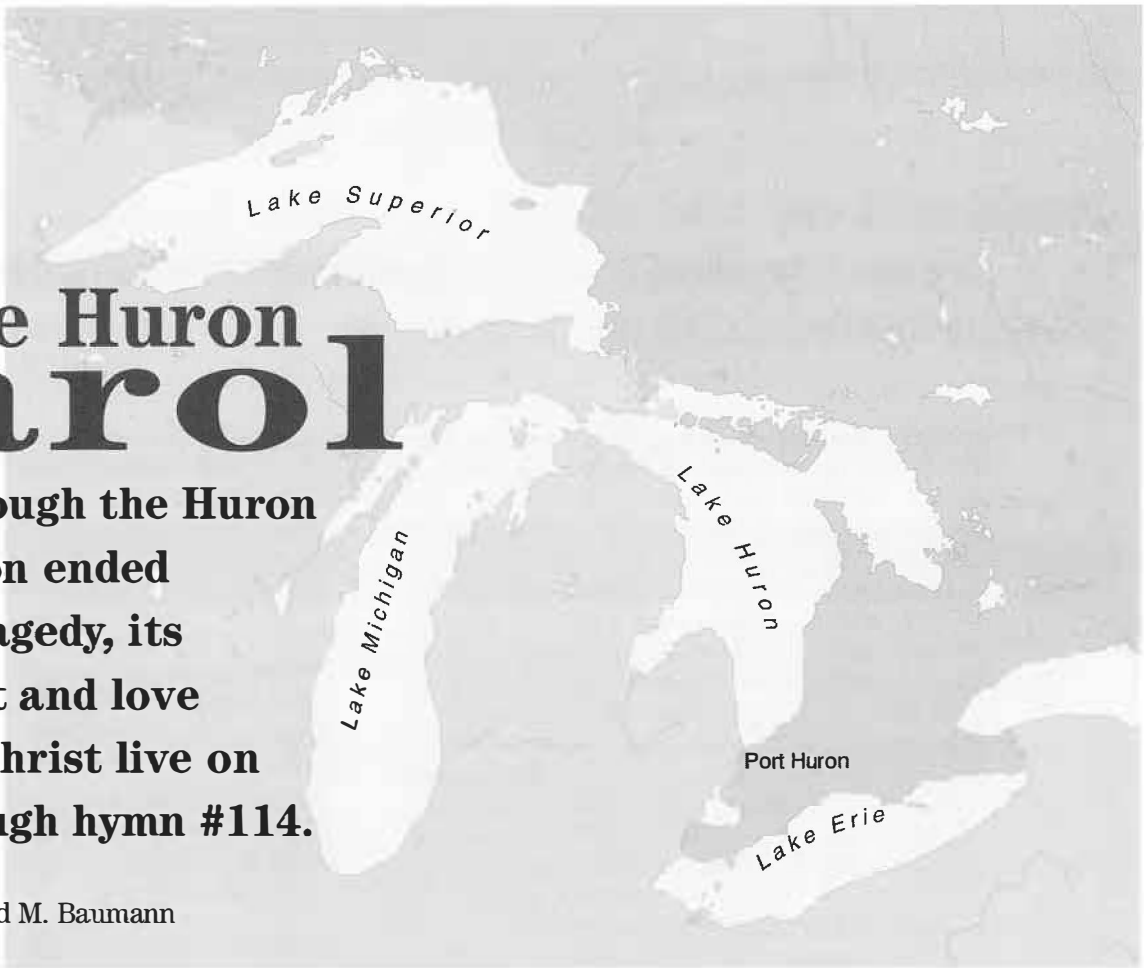 e Huron
arol
ough the Huron
on ended
agedy, its
t and love
hrist live on
ugh hymn #114.
d M. Baumann
Lake Superior
Lake Michigan
Lake Huron
Port Huron
Lake Erie